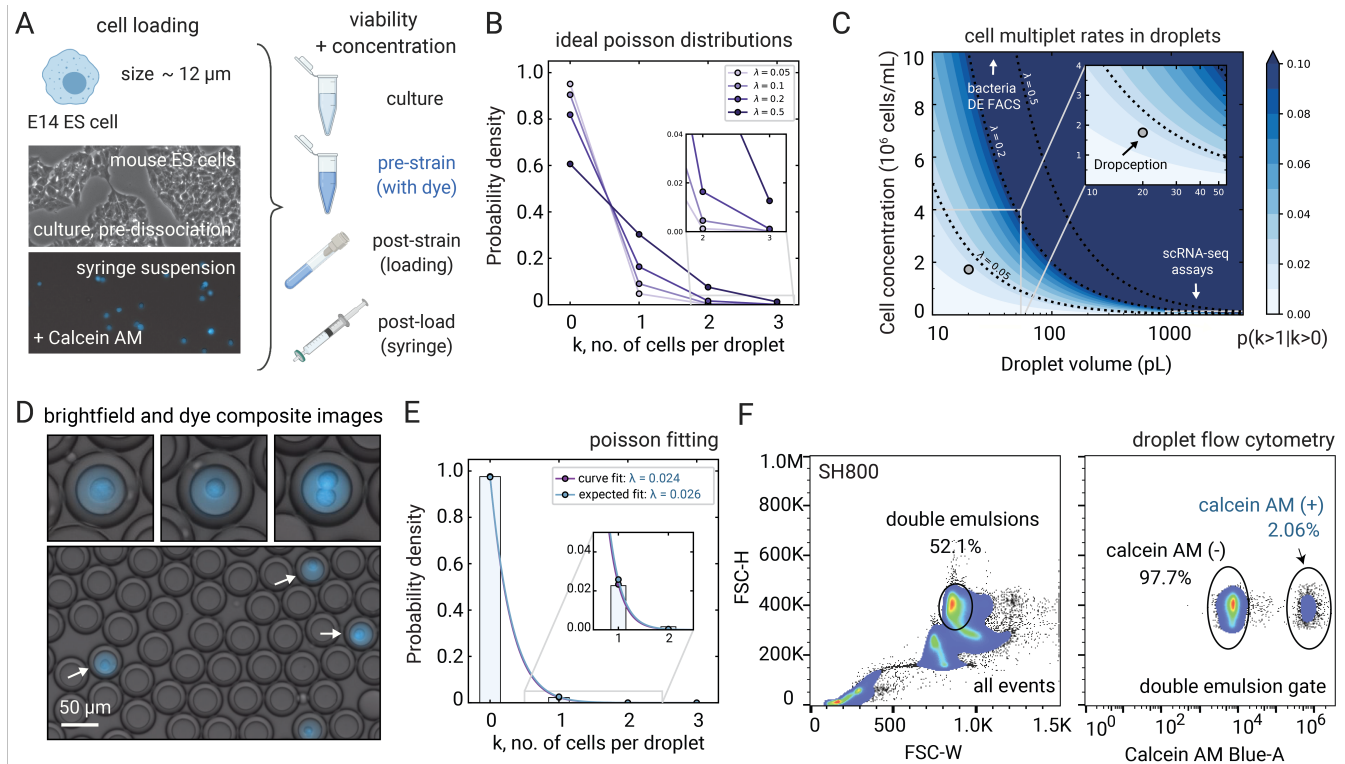 A
cell loading
size ~ 12 µm
E14 ES cell
mouse ES cells
culture, pre-dissociation
syringe suspension
+ Calcein AM
viability
+ concentration
culture
pre-strain
(with dye)
post-strain
(loading)
post-load
(syringe)
B
ideal poisson distributions
Probability density
1.0
0.8
0.6
0.4
0.2
0
λ = 0.05
λ = 0.1
λ = 0.2
λ = 0.5
0.04
0.02
0.00
2 3
0 1 2 3
k, no. of cells per droplet
C
cell multiplet rates in droplets
Cell concentration (10⁶ cells/mL)
10
8
6
4
2
0
bacteria
DE FACS
λ = 0.5
λ = 0.2
λ = 0.05
4
3
2
1
Dropception
10 20 30 40 50
scRNA-seq
assays
10 100 1000
Droplet volume (pL)
0.10
0.08
0.06
0.04
0.02
0.00
p(k>1|k>0)
D
brightfield and dye composite images
50 µm
E
poisson fitting
Probability density
1.0
0.8
0.6
0.4
0.2
0
curve fit: λ = 0.024
expected fit: λ = 0.026
0.04
0.02
0.00
1 2
0 1 2 3
k, no. of cells per droplet
F
droplet flow cytometry
FSC-H
1.0M
800K
600K
400K
200K
0
SH800
double emulsions
52.1%
all events
0 500 1.0K 1.5K
FSC-W
calcein AM (+)
2.06%
calcein AM (-)
97.7%
double emulsion gate
10⁰ 10² 10⁴ 10⁶
Calcein AM Blue-A